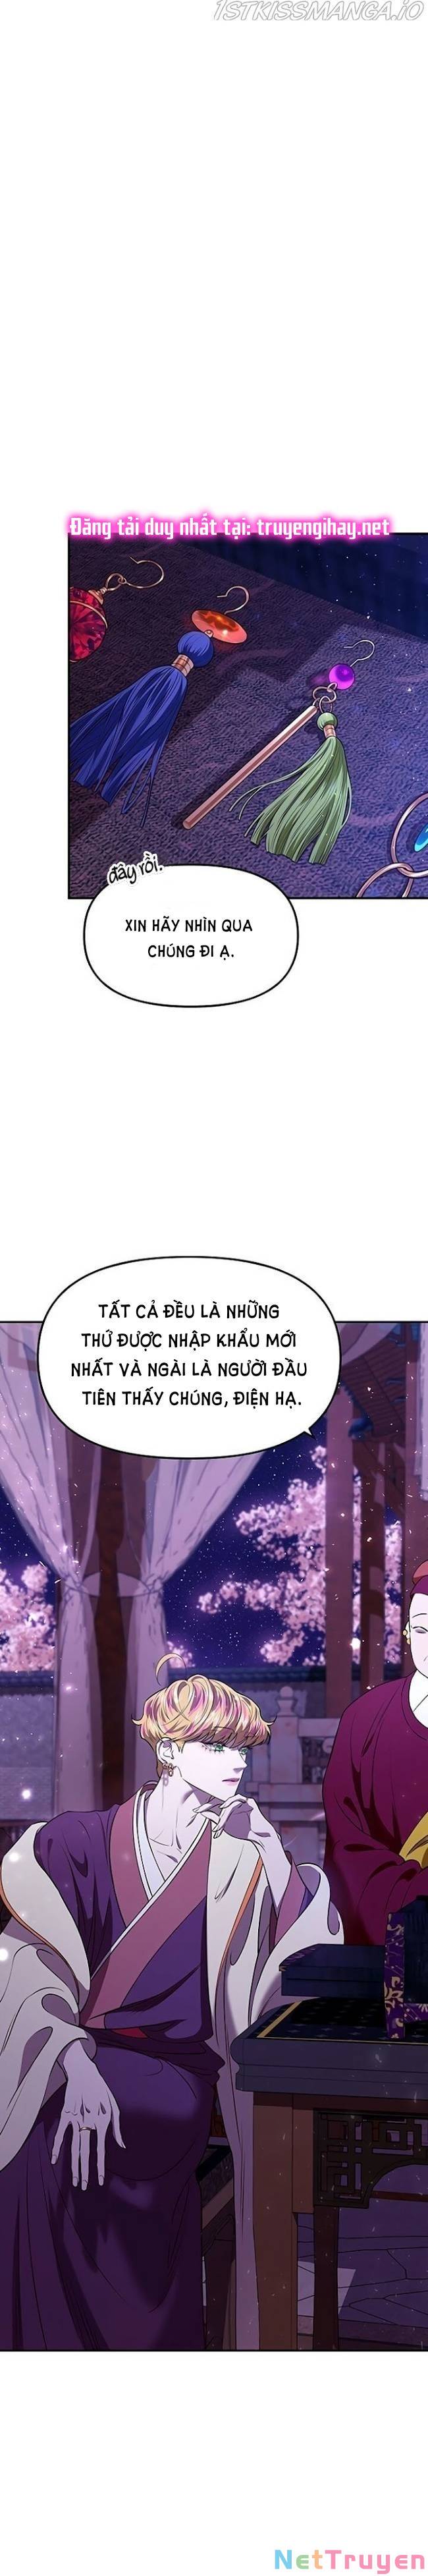 1STKISSMANGA.IO
Đăng tải duy nhất tại: truyengihay.net
đây rồi.
XIN HÃY NHÌN QUA
CHÚNG ĐI Ạ.
TẤT CẢ ĐỀU LÀ NHỮNG
THỨ ĐƯỢC NHẬP KHẨU MỚI
NHẤT VÀ NGÀI LÀ NGƯỜI ĐẦU
TIÊN THẤY CHÚNG, ĐIỆN HẠ.
NetTruyen